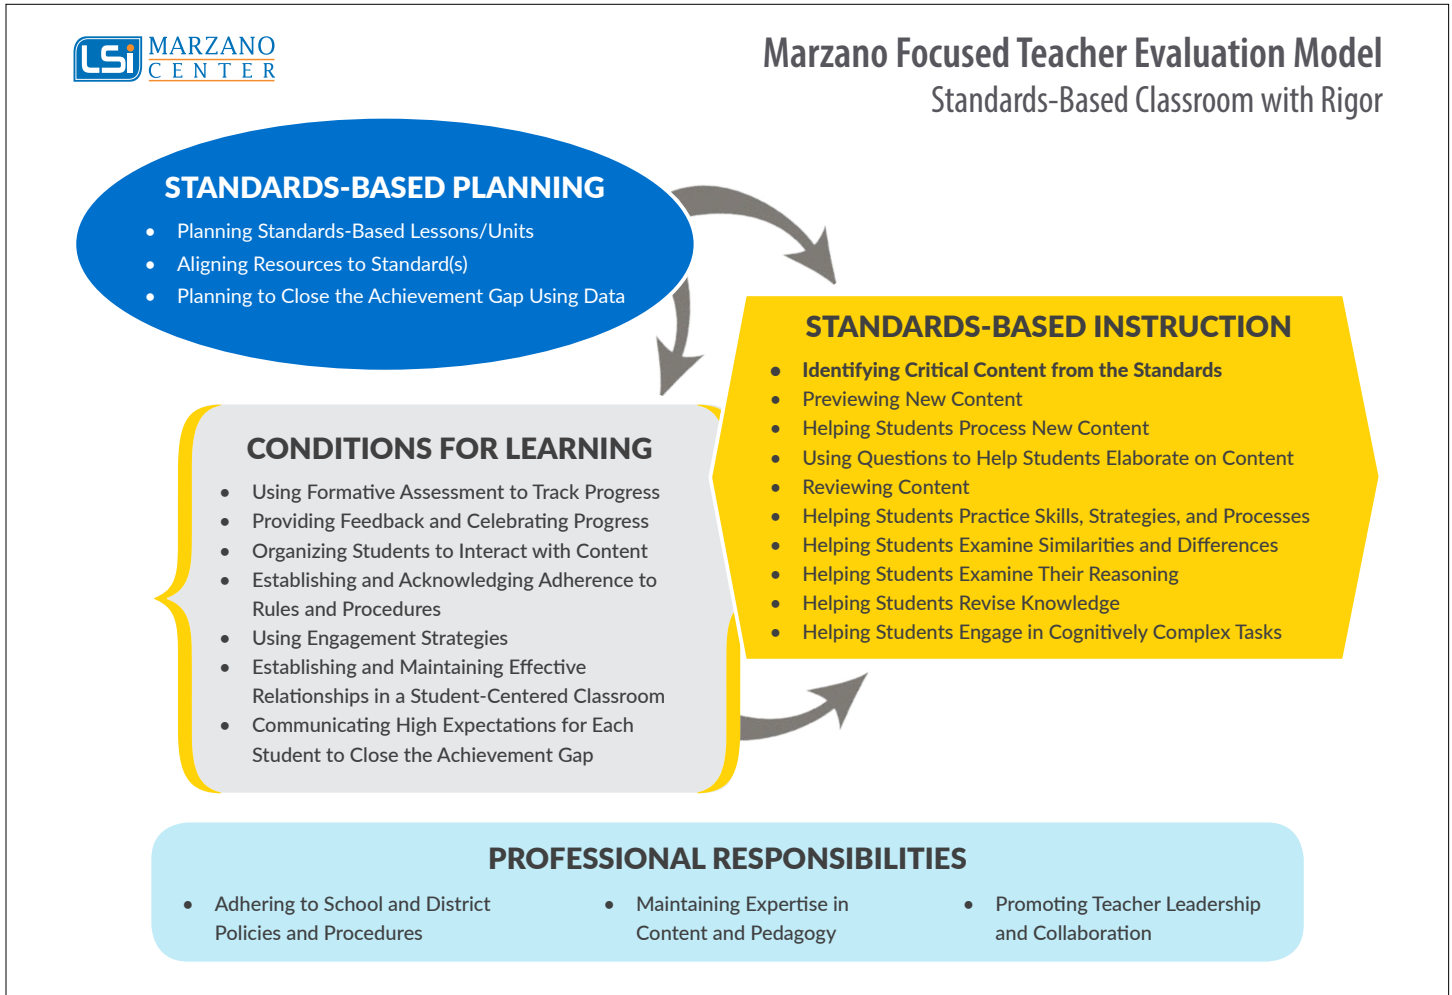 LSi MARZANO
CENTER
Marzano Focused Teacher Evaluation Model
Standards-Based Classroom with Rigor
STANDARDS-BASED PLANNING
• Planning Standards-Based Lessons/Units
• Aligning Resources to Standard(s)
• Planning to Close the Achievement Gap Using Data
STANDARDS-BASED INSTRUCTION
• Identifying Critical Content from the Standards
• Previewing New Content
• Helping Students Process New Content
• Using Questions to Help Students Elaborate on Content
• Reviewing Content
• Helping Students Practice Skills, Strategies, and Processes
• Helping Students Examine Similarities and Differences
• Helping Students Examine Their Reasoning
• Helping Students Revise Knowledge
• Helping Students Engage in Cognitively Complex Tasks
CONDITIONS FOR LEARNING
• Using Formative Assessment to Track Progress
• Providing Feedback and Celebrating Progress
• Organizing Students to Interact with Content
• Establishing and Acknowledging Adherence to
Rules and Procedures
• Using Engagement Strategies
• Establishing and Maintaining Effective
Relationships in a Student-Centered Classroom
• Communicating High Expectations for Each
Student to Close the Achievement Gap
PROFESSIONAL RESPONSIBILITIES
• Adhering to School and District
Policies and Procedures
• Maintaining Expertise in
Content and Pedagogy
• Promoting Teacher Leadership
and Collaboration